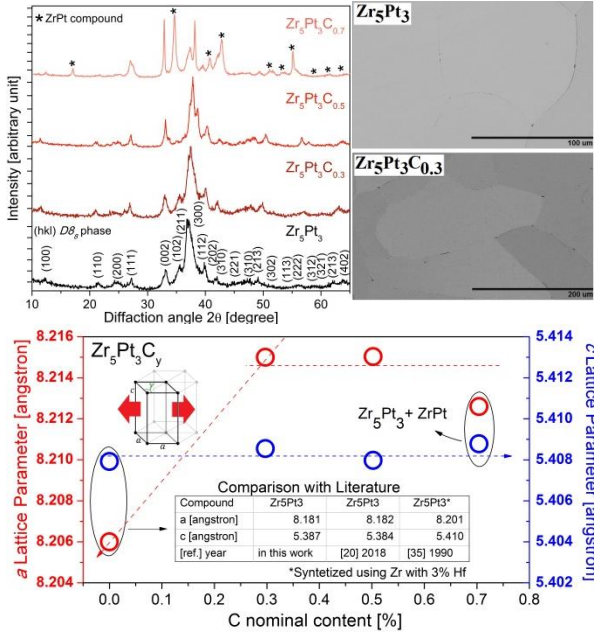 * ZrPt compound
Zr5Pt3C0.7
Zr5Pt3C0.5
Zr5Pt3C0.3
(hkl) D8s phase
Zr5Pt3
(100)
(110)
(200)
(111)
(002)
(102)
(211)
(300)
(112)
(202)
(310)
(221)
(310)
(213)
(302)
(113)
(222)
(312)
(321)
(213)
(402)
Intensity [arbitrary unit]
10 20 30 40 50 60
Diffaction angle 2θ [degree]
Zr5Pt3
100 um
Zr5Pt3C0.3
200 um
Zr5Pt3Cy
a Lattice Parameter [angstron]
8.216
8.214
8.212
8.210
8.208
8.206
8.204
c
a
a
Zr5Pt3+ ZrPt
Comparison with Literature
Compound Zr5Pt3 Zr5Pt3 Zr5Pt3*
a [angstron] 8.181 8.182 8.201
c [angstron] 5.387 5.384 5.410
[ref.] year in this work [20] 2018 [35] 1990
*Syntetized using Zr with 3% Hf
5.414
5.412
5.410
5.408
5.406
5.404
5.402
c Lattice Parameter [angstron]
0.0 0.1 0.2 0.3 0.4 0.5 0.6 0.7 0.8
C nominal content [%]